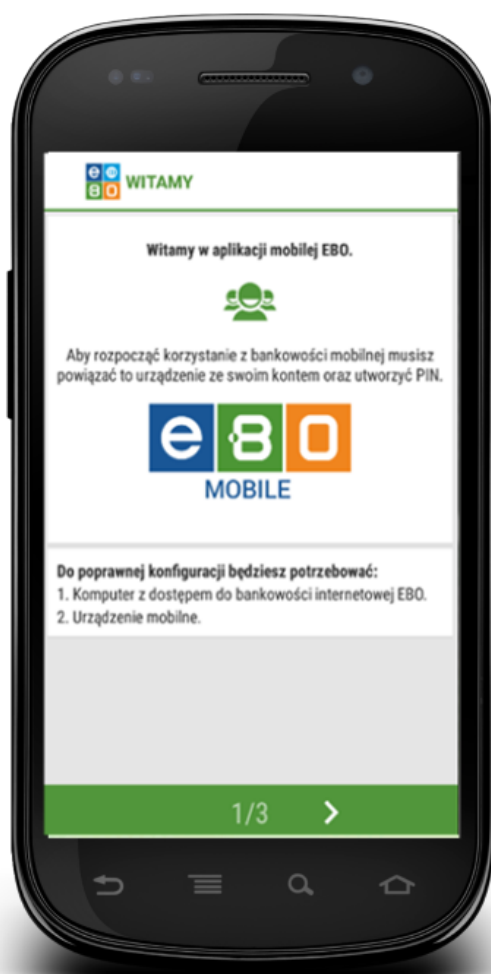 e e
B O WITAMY
Witamy w aplikacji mobilej EBO.
Aby rozpocząć korzystanie z bankowości mobilnej musisz
powiązać to urządzenie ze swoim kontem oraz utworzyć PIN.
eBO
MOBILE
Do poprawnej konfiguracji będziesz potrzebować:
1. Komputer z dostępem do bankowości internetowej EBO.
2. Urządzenie mobilne.
1/3